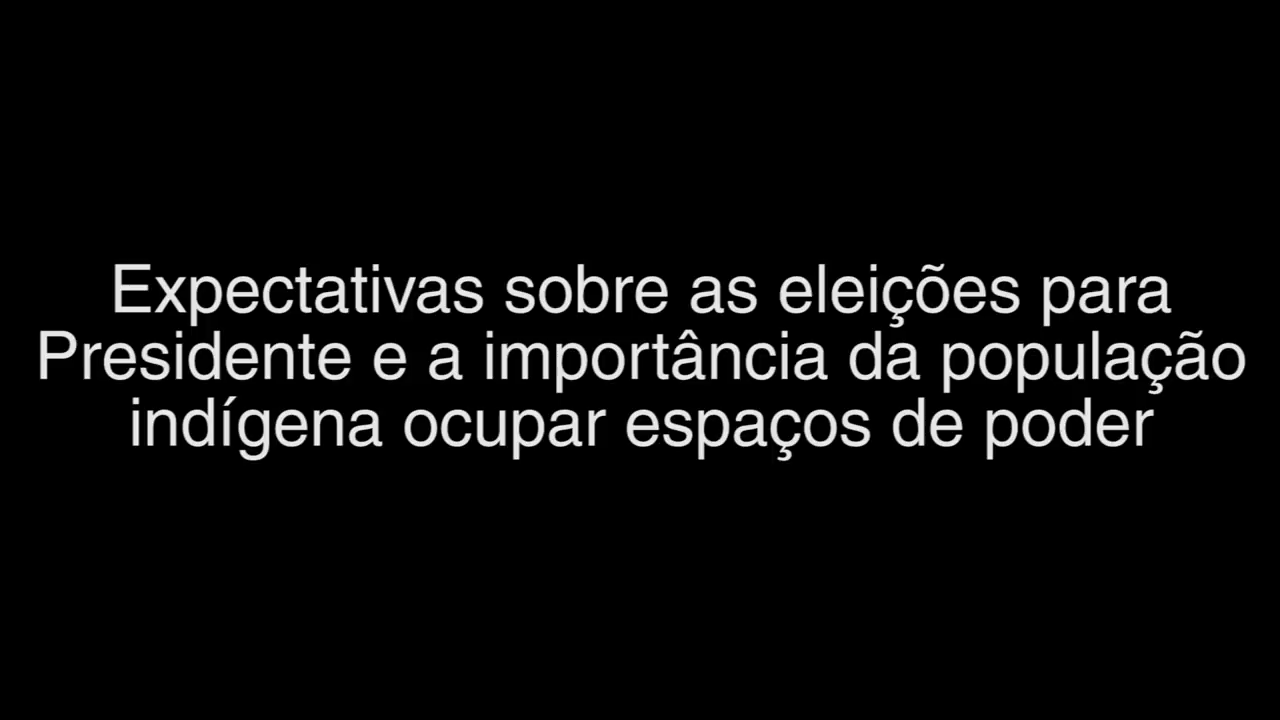 Expectativas sobre as eleições para
Presidente e a importância da população
indígena ocupar espaços de poder